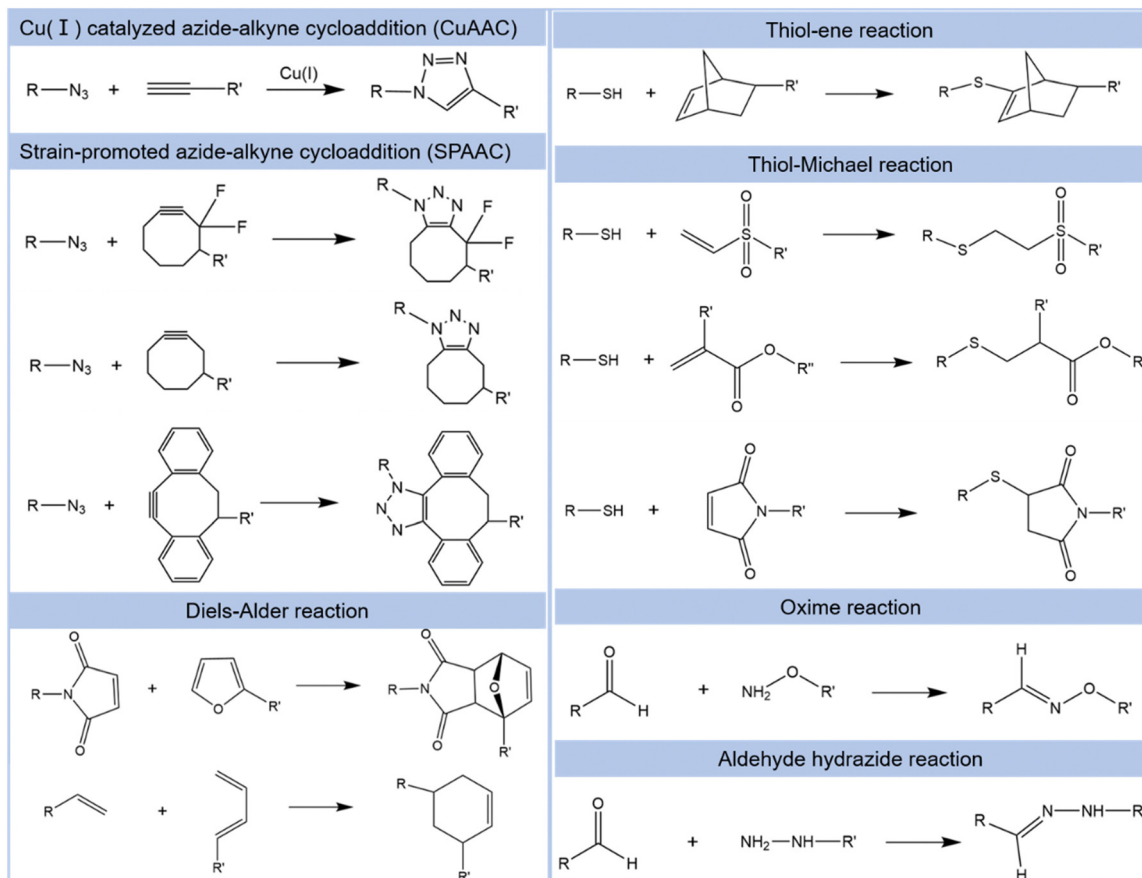 Cu(Ⅰ) catalyzed azide-alkyne cycloaddition (CuAAC)
R—N3 + R' Cu(I) R N N N R'
Strain-promoted azide-alkyne cycloaddition (SPAAC)
R—N3 + F F R' R N N N F F R'
R—N3 + R' R N N N R'
R—N3 + R' R N N N R'
Diels-Alder reaction
R N O O + O R' R N O O O R'
R + R' R R'
Thiol-ene reaction
R—SH + R' R S R'
Thiol-Michael reaction
R—SH + O S O R' R S O S O R'
R—SH + R' O R" O R S R' O R O
R—SH + O N R' O R S O N R' O
Oxime reaction
R O H + NH2 O R' H R N O R'
Aldehyde hydrazide reaction
R O H + NH2—NH—R' R N—NH—R H